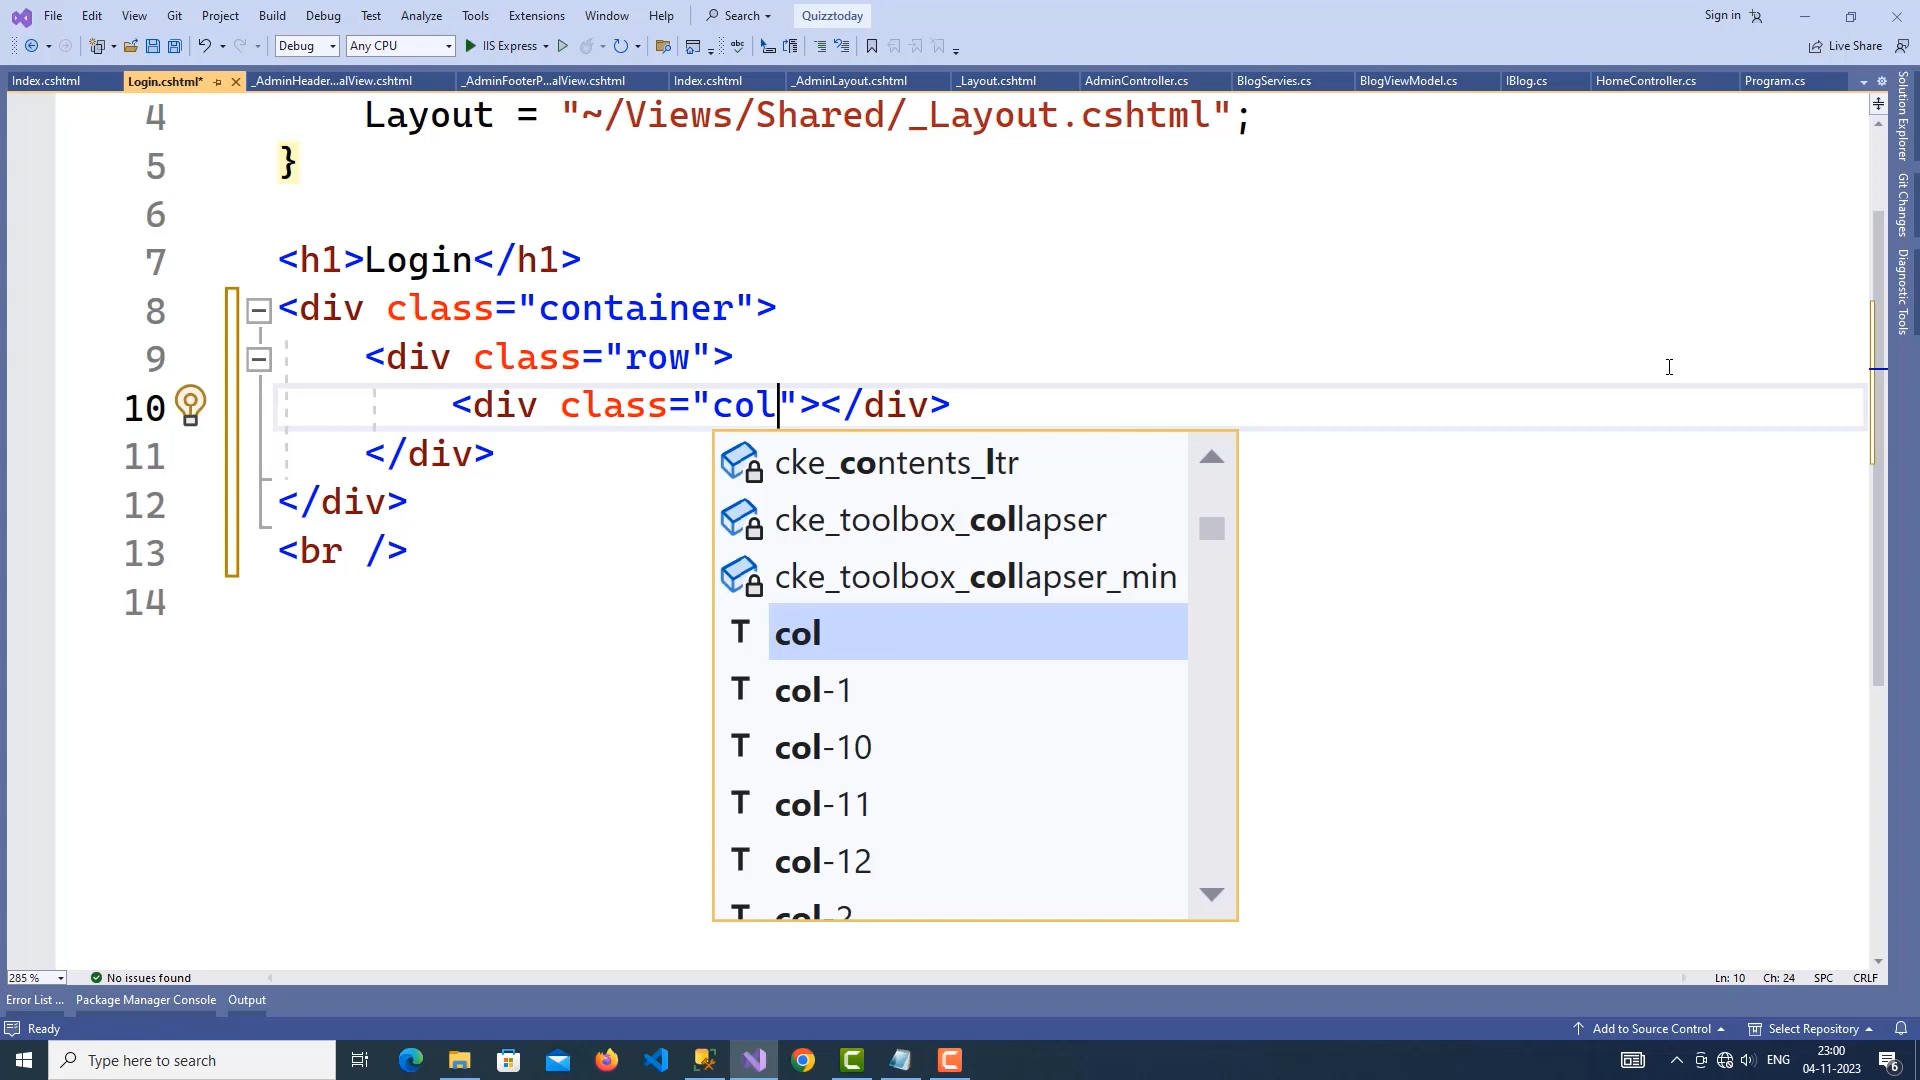 File Edit View Git Project Build Debug Test Analyze Tools Extensions Window Help Search Quizztoday Sign in
Debug Any CPU IIS Express Live Share
Index.cshtml Login.cshtml* _AdminHeader...alView.cshtml _AdminFooterP...alView.cshtml Index.cshtml _AdminLayout.cshtml _Layout.cshtml AdminController.cs BlogServies.cs BlogViewModel.cs IBlog.cs HomeController.cs Program.cs
4 Layout = "~/Views/Shared/_Layout.cshtml";
5 }
6
7 <h1>Login</h1>
8 <div class="container">
9 <div class="row">
10 <div class="col"></div>
11 </div>
12 </div>
13 <br />
14
cke_contents_ltr
cke_toolbox_collapser
cke_toolbox_collapser_min
T col
T col-1
T col-10
T col-11
T col-12
T col-2
Solution Explorer
Git Changes
Diagnostic Tools
285 % No issues found Ln: 10 Ch: 24 SPC CRLF
Error List ... Package Manager Console Output
Ready Add to Source Control Select Repository
Type here to search ENG 23:00
04-11-2023 6